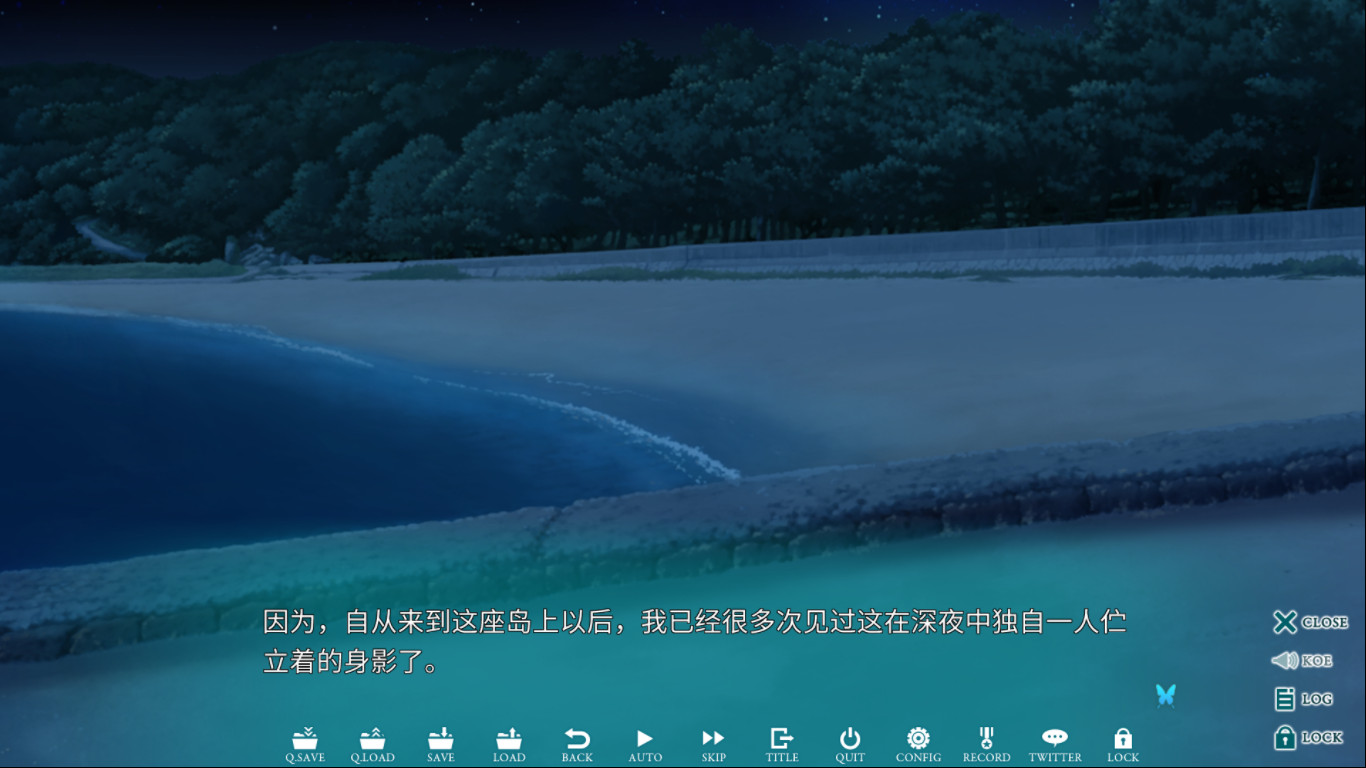 因为，自从来到这座岛上以后，我已经很多次见过这在深夜中独自一人伫
立着的身影了。
CLOSE
KOE
LOG
LOCK
Q.SAVE Q.LOAD SAVE LOAD BACK AUTO SKIP TITLE QUIT CONFIG RECORD TWITTER LOCK